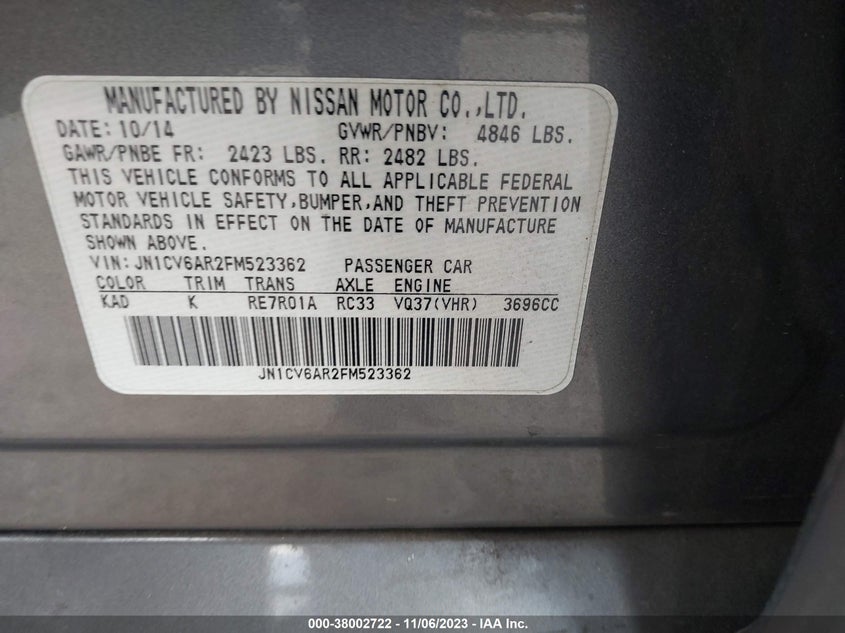 MANUFACTURED BY NISSAN MOTOR CO.,LTD.
DATE: 10/14 GVWR/PNBV: 4846 LBS.
GAWR/PNBE FR: 2423 LBS. RR: 2482 LBS.
THIS VEHICLE CONFORMS TO ALL APPLICABLE FEDERAL
MOTOR VEHICLE SAFETY,BUMPER,AND THEFT PREVENTION
STANDARDS IN EFFECT ON THE DATE OF MANUFACTURE
SHOWN ABOVE.
VIN: JN1CV6AR2FM523362 PASSENGER CAR
COLOR TRIM TRANS AXLE ENGINE
KAD K RE7R01A RC33 VQ37(VHR) 3696CC
JN1CV6AR2FM523362
000-38002722 - 11/06/2023 - IAA Inc.